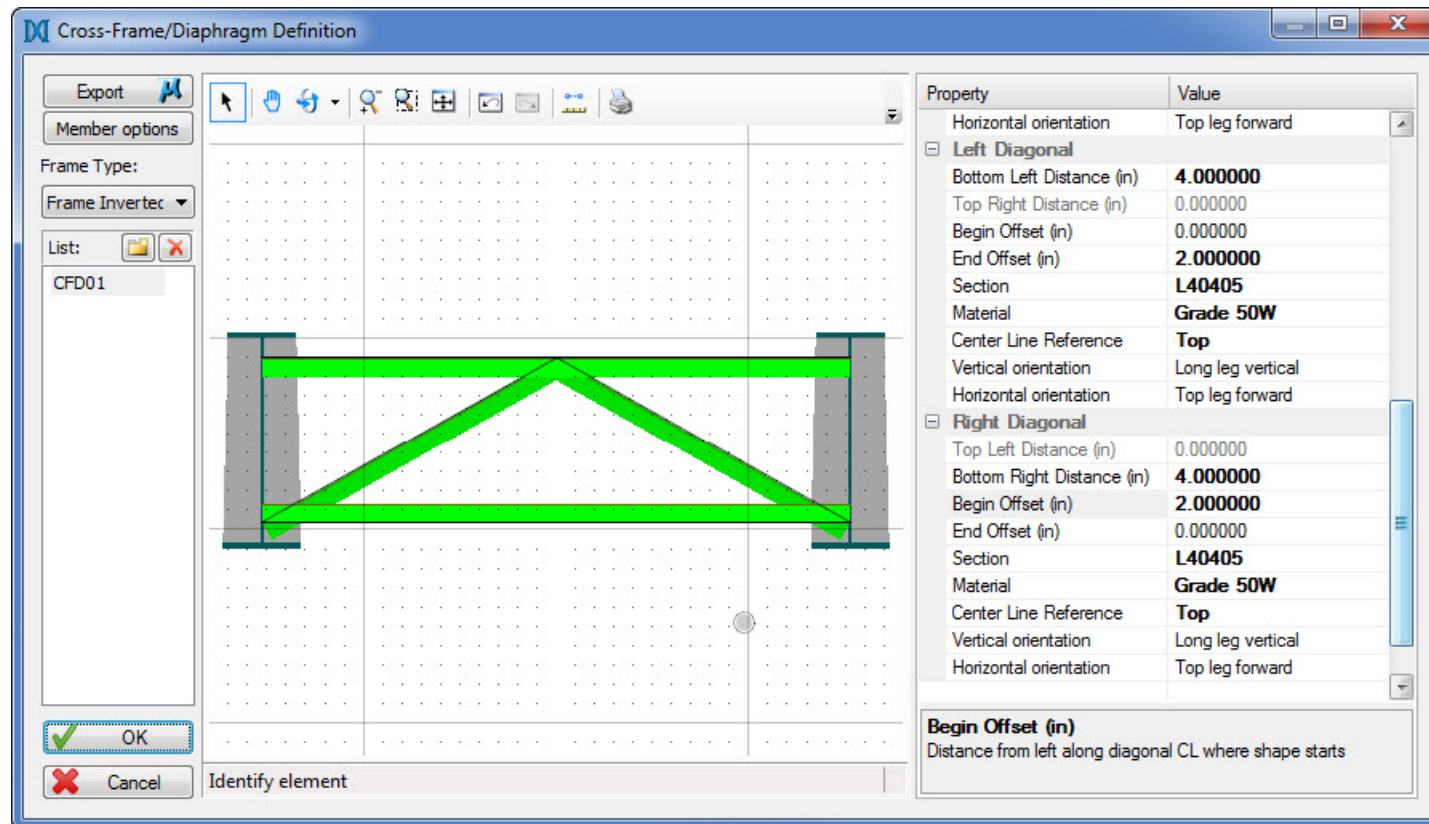 Cross-Frame/Diaphragm Definition
Export
Member options
Frame Type:
Frame Invertec
List:
CFD01
OK
Cancel
Identify element
Property Value
Horizontal orientation Top leg forward
Left Diagonal
Bottom Left Distance (in) 4.000000
Top Right Distance (in) 0.000000
Begin Offset (in) 0.000000
End Offset (in) 2.000000
Section L40405
Material Grade 50W
Center Line Reference Top
Vertical orientation Long leg vertical
Horizontal orientation Top leg forward
Right Diagonal
Top Left Distance (in) 0.000000
Bottom Right Distance (in) 4.000000
Begin Offset (in) 2.000000
End Offset (in) 0.000000
Section L40405
Material Grade 50W
Center Line Reference Top
Vertical orientation Long leg vertical
Horizontal orientation Top leg forward
Begin Offset (in)
Distance from left along diagonal CL where shape starts